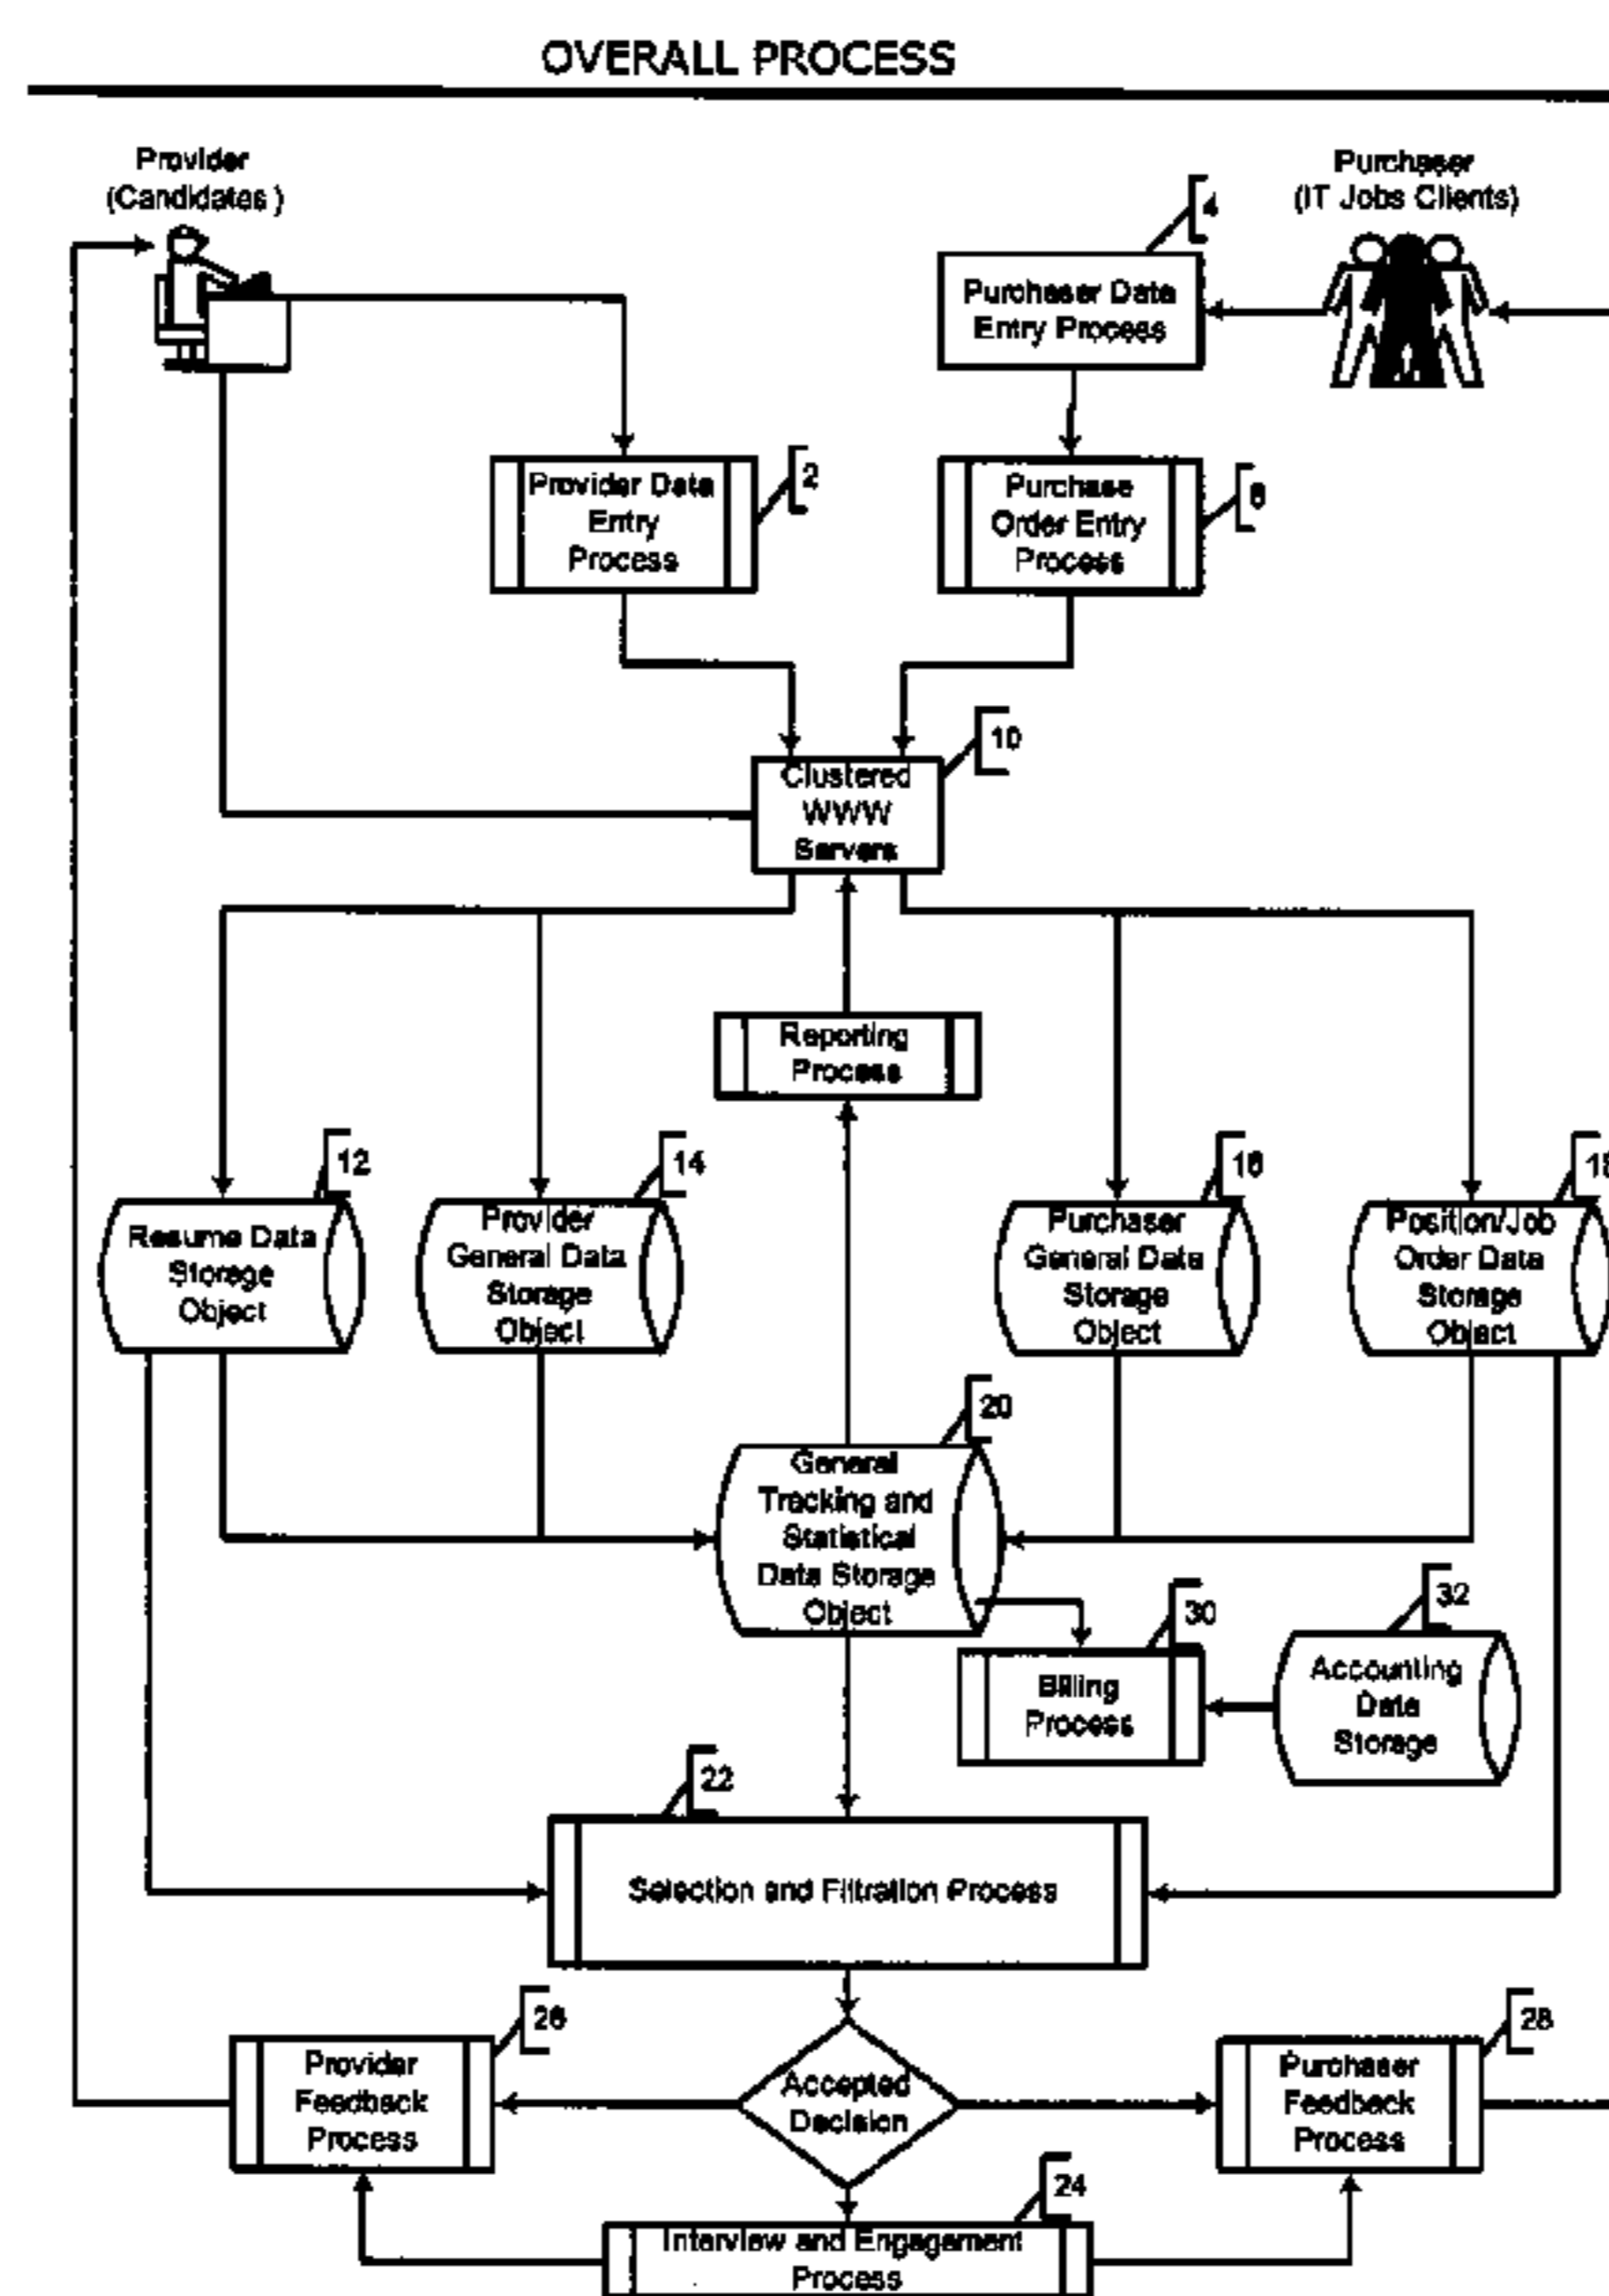 OVERALL PROCESS
Provider
(Candidates )
Purchaser
(IT Jobs Clients)
4
Purchaser Data
Entry Process
Provider Data
Entry
Process
2
Purchase
Order Entry
Process
10
Clustered
WWW
Servers
Reporting
Process
12
14
Resume Data
Storage
Object
Provider
General Data
Storage
Object
Purchaser
General Data
Storage
Object
Position/Job
Order Data
Storage
Object
20
General
Tracking and
Statistical
Data Storage
Object
30
32
Billing
Process
Accounting
Data
Storage
22
Selection and Filtration Process
26
28
Provider
Feedback
Process
Accepted
Decision
Purchaser
Feedback
Process
24
Interview and Engagement
Process